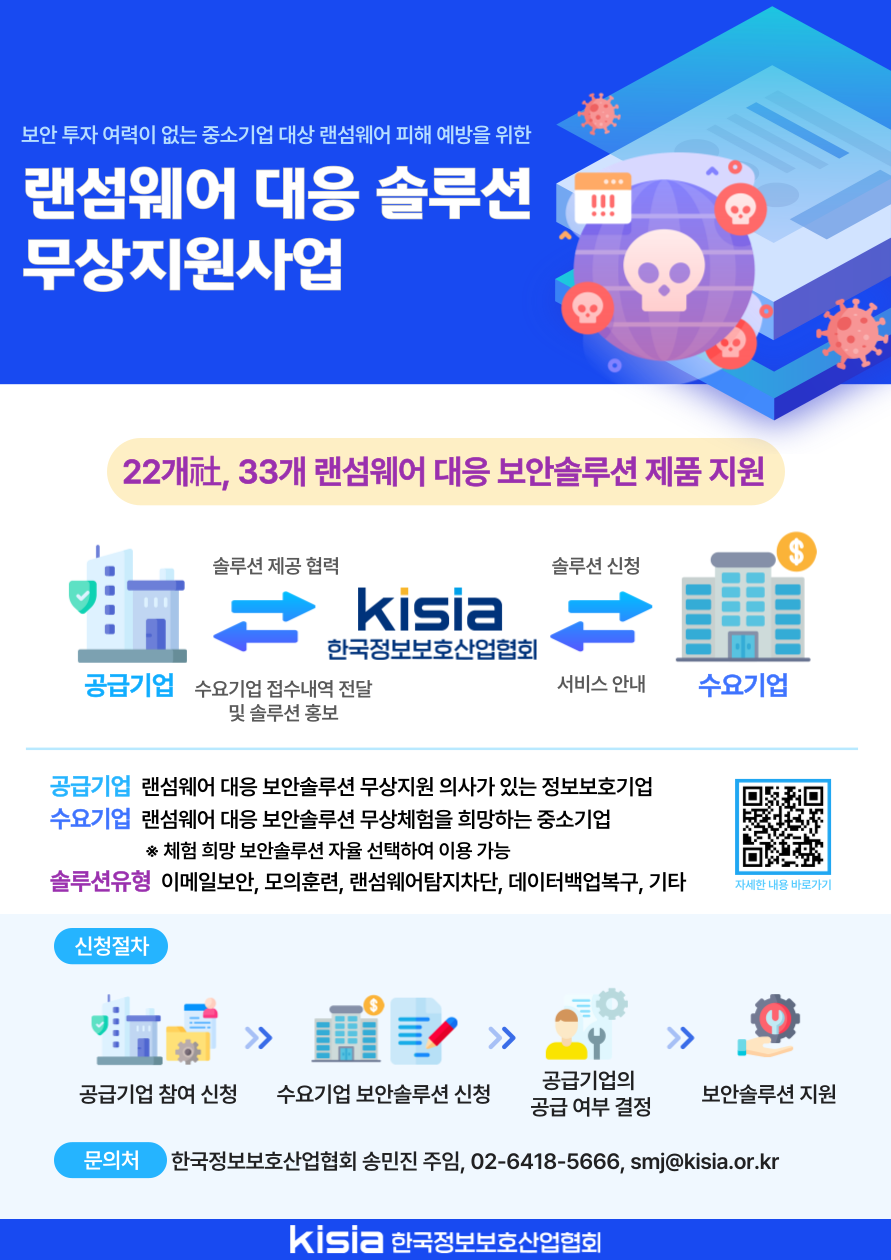 보안 투자 여력이 없는 중소기업 대상 랜섬웨어 피해 예방을 위한
랜섬웨어 대응 솔루션
무상지원사업
22개社, 33개 랜섬웨어 대응 보안솔루션 제품 지원
솔루션 제공 협력
솔루션 신청
kisia
한국정보보호산업협회
공급기업
수요기업 접수내역 전달
및 솔루션 홍보
서비스 안내
수요기업
공급기업 랜섬웨어 대응 보안솔루션 무상지원 의사가 있는 정보보호기업
수요기업 랜섬웨어 대응 보안솔루션 무상체험을 희망하는 중소기업
※ 체험 희망 보안솔루션 자율 선택하여 이용 가능
솔루션유형 이메일보안, 모의훈련, 랜섬웨어탐지차단, 데이터백업복구, 기타
자세한 내용 바로가기
신청절차
공급기업 참여 신청
수요기업 보안솔루션 신청
공급기업의
공급 여부 결정
보안솔루션 지원
문의처 한국정보보호산업협회 송민진 주임, 02-6418-5666, smj@kisia.or.kr
kisia 한국정보보호산업협회